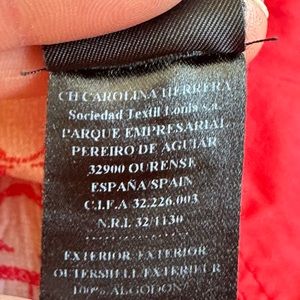 CH CAROLINA HERRERA
Sociedad Textil Lonia s.a.
PARQUE EMPRESARIAL
PEREIRO DE AGUIAR
32900 OURENSE
ESPAÑA/SPAIN
C.I.F.A 32.226.003
N.R.I. 32/1130
EXTERIOR/EXTERIOR
OUTERSHELL/EXTERIEUR
100% ALGODON/